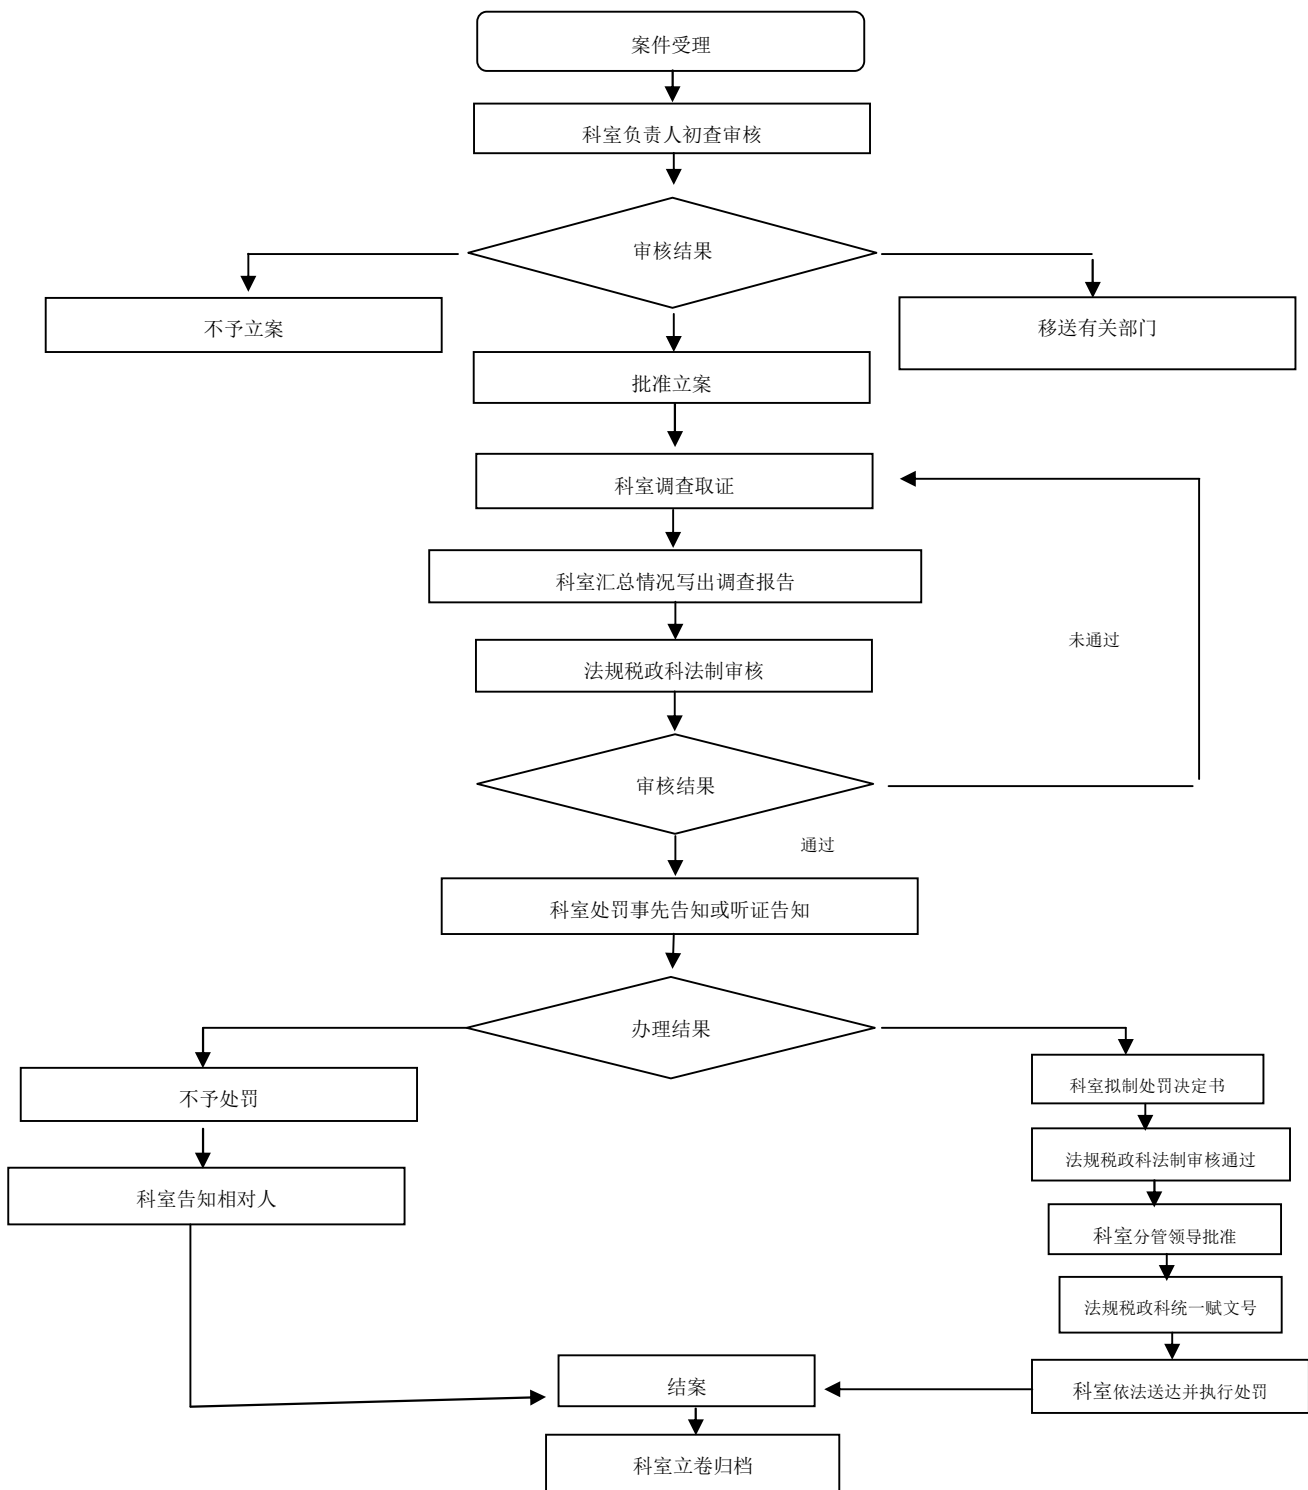 案件受理
科室负责人初查审核
审核结果
不予立案
移送有关部门
批准立案
科室调查取证
科室汇总情况写出调查报告
未通过
法规税政科法制审核
审核结果
通过
科室处罚事先告知或听证告知
办理结果
科室拟制处罚决定书
不予处罚
法规税政科法制审核通过
科室告知相对人
科室分管领导批准
法规税政科统一赋文号
结案
科室依法送达并执行处罚
科室立卷归档